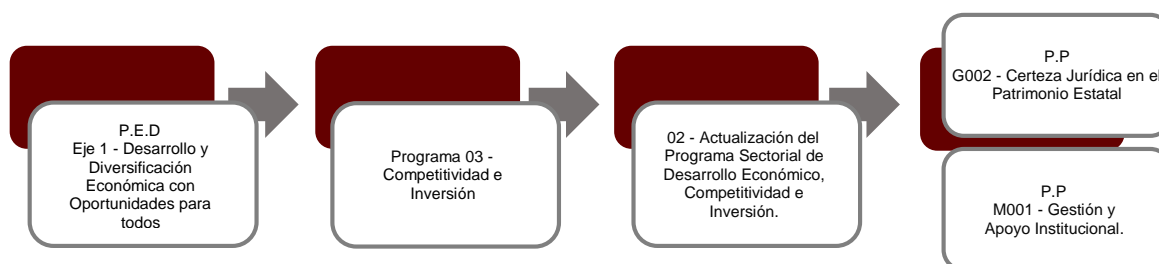 P.E.D
Eje 1 - Desarrollo y
Diversificación
Económica con
Oportunidades para
todos
Programa 03 -
Competitividad e
Inversión
02 - Actualización del
Programa Sectorial de
Desarrollo Económico,
Competitividad e
Inversión.
P.P
G002 - Certeza Jurídica en el
Patrimonio Estatal
P.P
M001 - Gestión y
Apoyo Institucional.